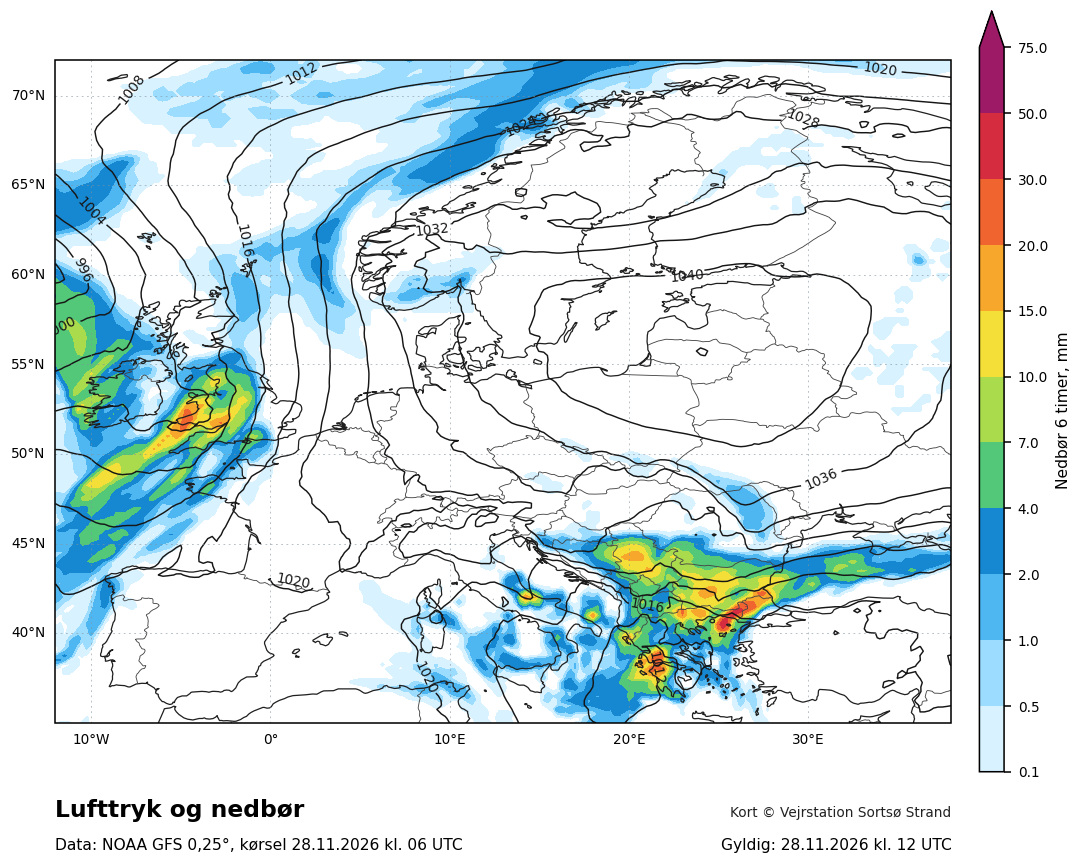 75.0
50.0
30.0
20.0
15.0
10.0
7.0
4.0
2.0
1.0
0.5
0.1
Nedbør 6 timer, mm
70°N
65°N
60°N
55°N
50°N
45°N
40°N
10°W
0°
10°E
20°E
30°E
1008
1012
1020
1028
1004
1016
1032
996
1040
1036
1020
1016
1020
Lufttryk og nedbør
Kort © Vejrstation Sortsø Strand
Data: NOAA GFS 0,25°, kørsel 28.11.2026 kl. 06 UTC
Gyldig: 28.11.2026 kl. 12 UTC